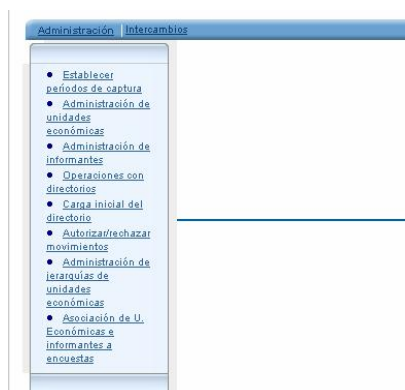 Administración | Intercambios
• Establecer
períodos de captura
• Administración de
unidades
económicas
• Administración de
informantes
• Operaciones con
directorios
• Carga inicial del
directorio
• Autorizar/rechazar
movimientos
• Administración de
jerarquías de
unidades
económicas
• Asociación de U.
Económicas e
informantes a
encuestas